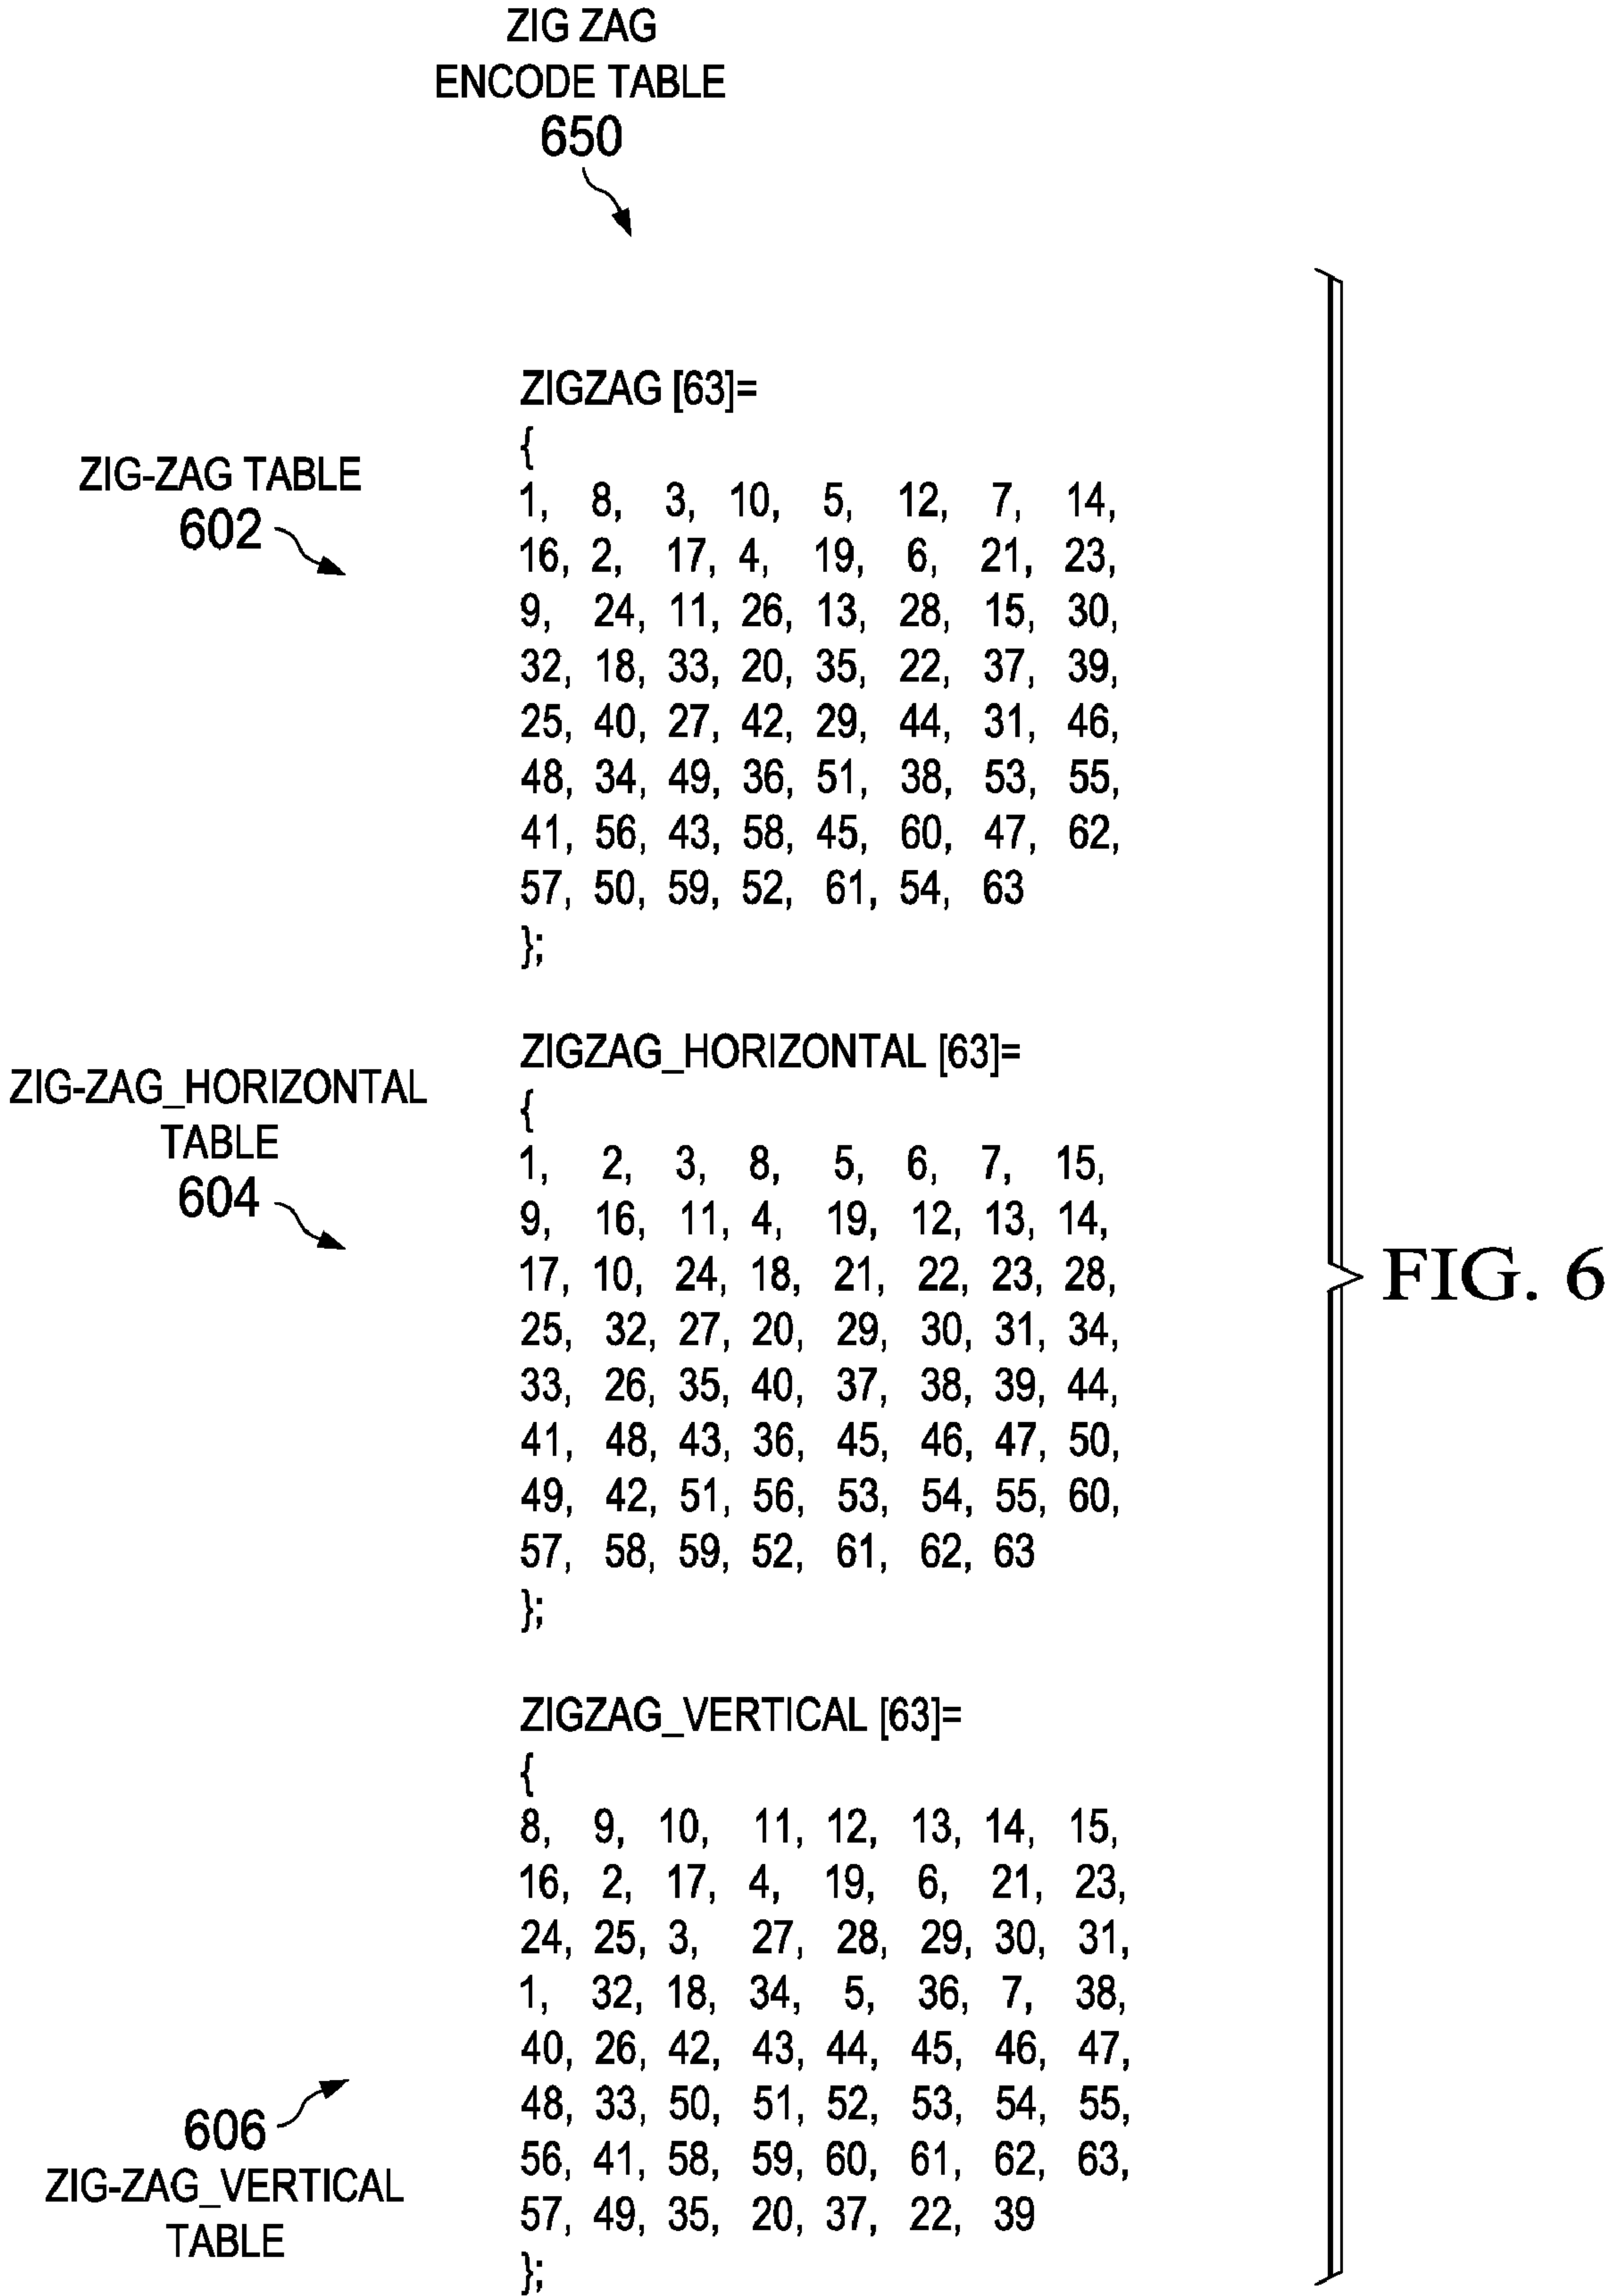 ZIG ZAG
ENCODE TABLE
650
ZIG-ZAG TABLE
602
ZIGZAG [63]=
{
1, 8, 3, 10, 5, 12, 7, 14,
16, 2, 17, 4, 19, 6, 21, 23,
9, 24, 11, 26, 13, 28, 15, 30,
32, 18, 33, 20, 35, 22, 37, 39,
25, 40, 27, 42, 29, 44, 31, 46,
48, 34, 49, 36, 51, 38, 53, 55,
41, 56, 43, 58, 45, 60, 47, 62,
57, 50, 59, 52, 61, 54, 63
};
ZIG-ZAG_HORIZONTAL
TABLE
604
ZIGZAG_HORIZONTAL [63]=
{
1, 2, 3, 8, 5, 6, 7, 15,
9, 16, 11, 4, 19, 12, 13, 14,
17, 10, 24, 18, 21, 22, 23, 28,
25, 32, 27, 20, 29, 30, 31, 34,
33, 26, 35, 40, 37, 38, 39, 44,
41, 48, 43, 36, 45, 46, 47, 50,
49, 42, 51, 56, 53, 54, 55, 60,
57, 58, 59, 52, 61, 62, 63
};
FIG. 6
ZIGZAG_VERTICAL [63]=
{
8, 9, 10, 11, 12, 13, 14, 15,
16, 2, 17, 4, 19, 6, 21, 23,
24, 25, 3, 27, 28, 29, 30, 31,
1, 32, 18, 34, 5, 36, 7, 38,
40, 26, 42, 43, 44, 45, 46, 47,
48, 33, 50, 51, 52, 53, 54, 55,
56, 41, 58, 59, 60, 61, 62, 63,
57, 49, 35, 20, 37, 22, 39
};
606
ZIG-ZAG_VERTICAL
TABLE